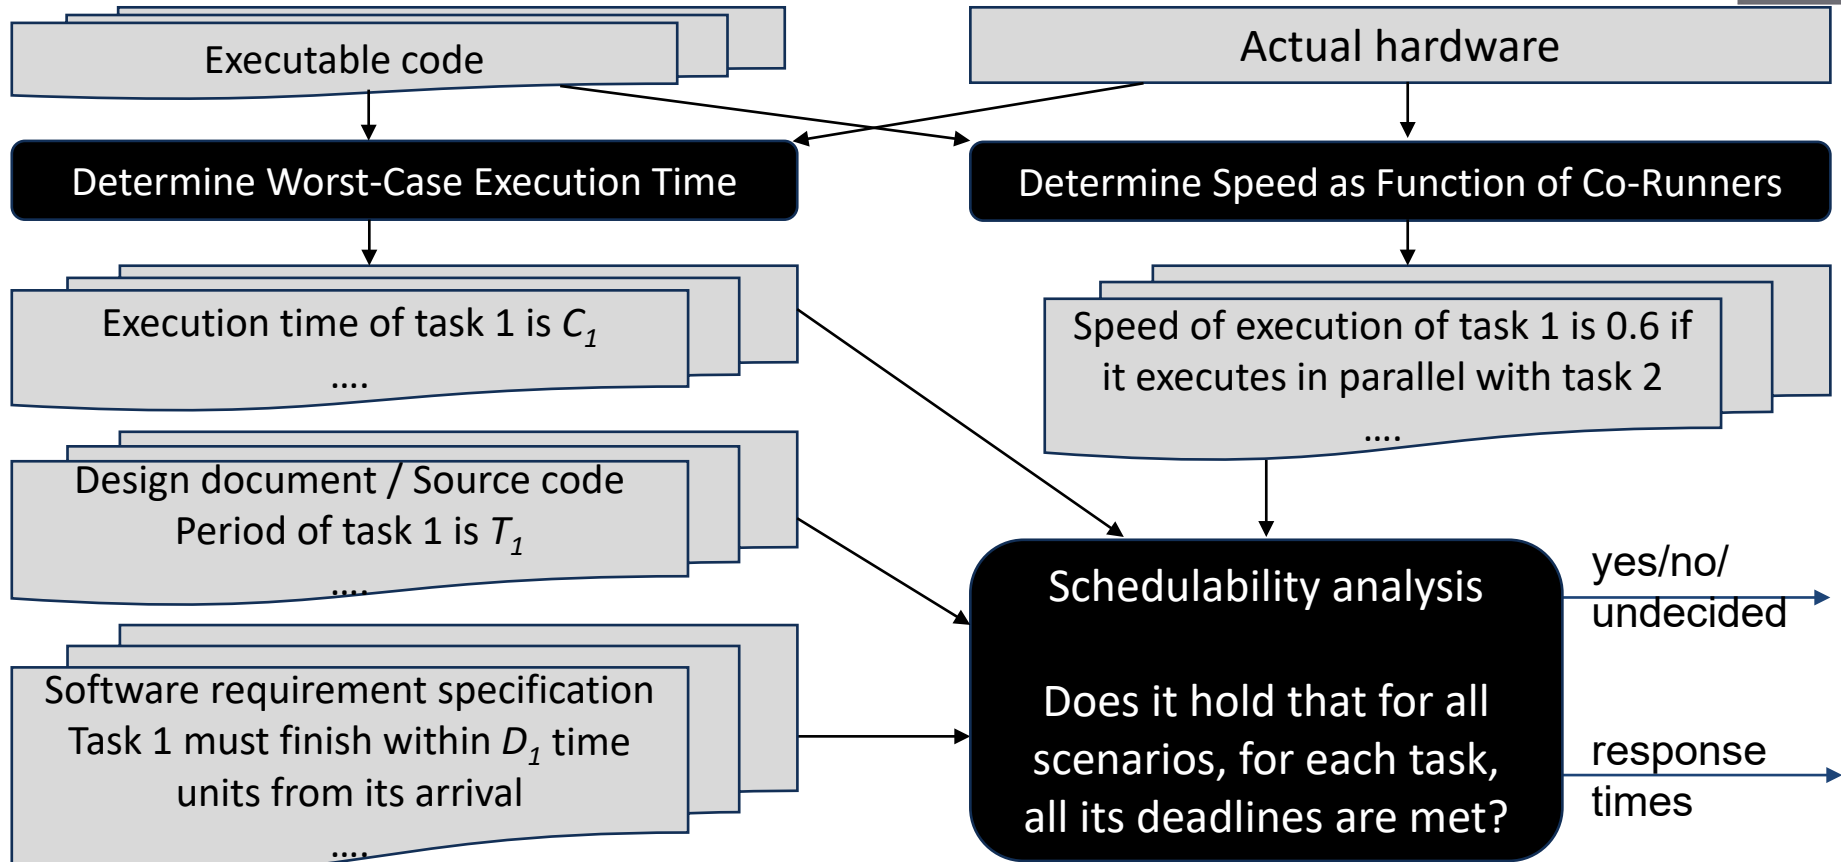 Executable code
Actual hardware
Determine Worst-Case Execution Time
Determine Speed as Function of Co-Runners
Execution time of task 1 is C₁
....
Speed of execution of task 1 is 0.6 if
it executes in parallel with task 2
....
Design document / Source code
Period of task 1 is T₁
....
Software requirement specification
Task 1 must finish within D₁ time
units from its arrival
....
Schedulability analysis
Does it hold that for all
scenarios, for each task,
all its deadlines are met?
yes/no/
undecided
response
times